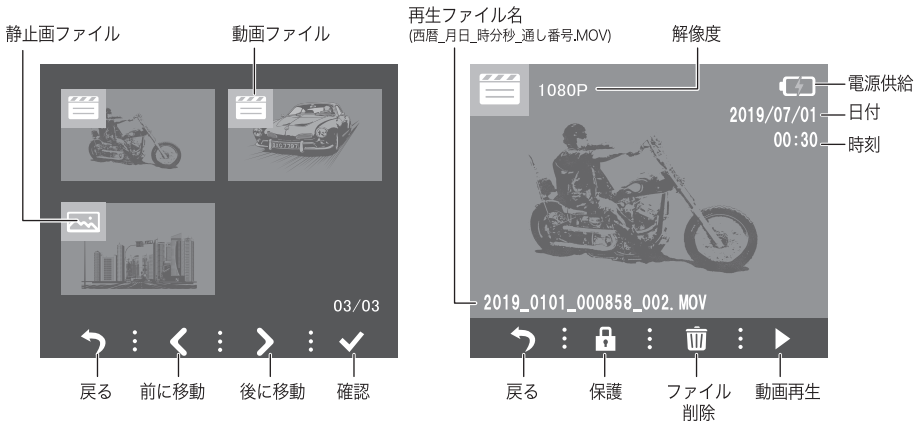 静止画ファイル
動画ファイル
03/03
戻る
前に移動
後に移動
確認
再生ファイル名
(西暦_月日_時分秒_通し番号.MOV)
解像度
1080P
電源供給
2019/07/01
日付
00:30
時刻
2019_0101_000858_002.MOV
戻る
保護
ファイル
削除
動画再生